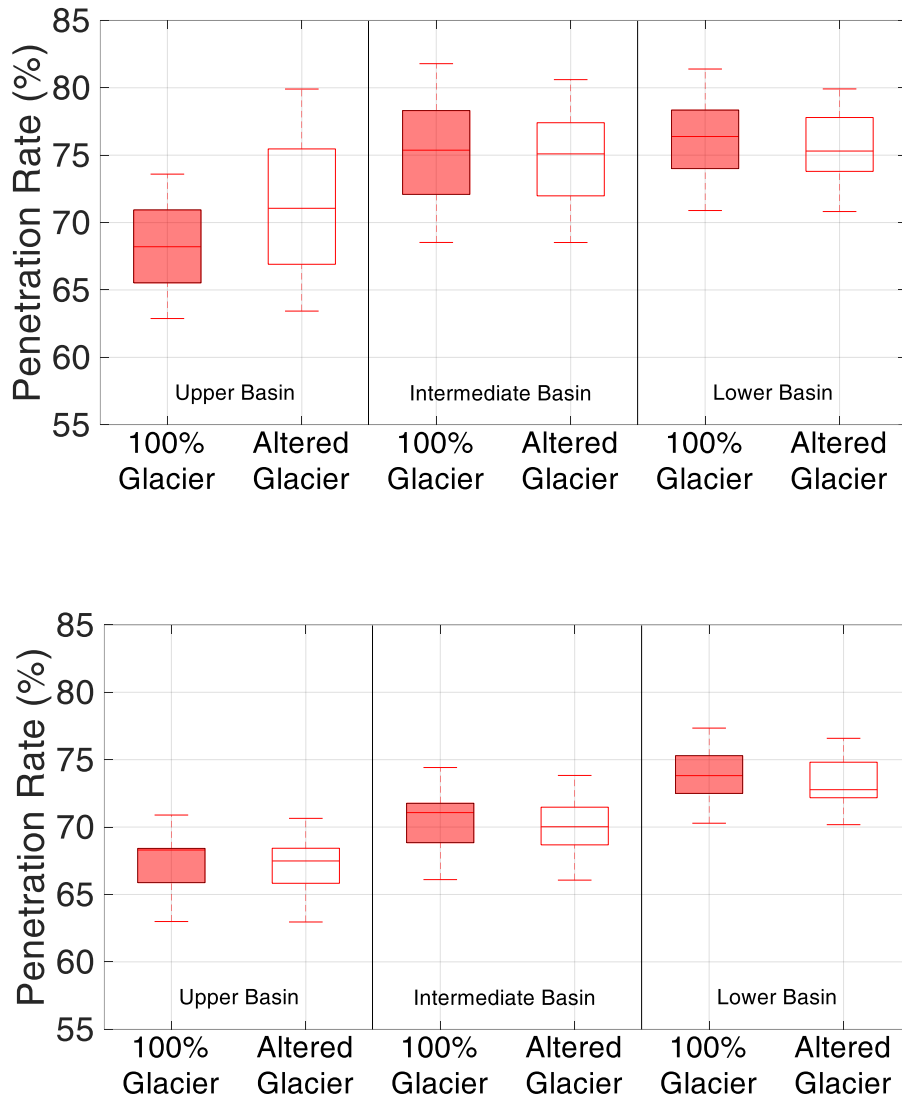 Penetration Rate (%)
85
80
75
70
65
60
55
Upper Basin
Intermediate Basin
Lower Basin
100% Glacier
Altered Glacier
100% Glacier
Altered Glacier
100% Glacier
Altered Glacier
Penetration Rate (%)
85
80
75
70
65
60
55
Upper Basin
Intermediate Basin
Lower Basin
100% Glacier
Altered Glacier
100% Glacier
Altered Glacier
100% Glacier
Altered Glacier